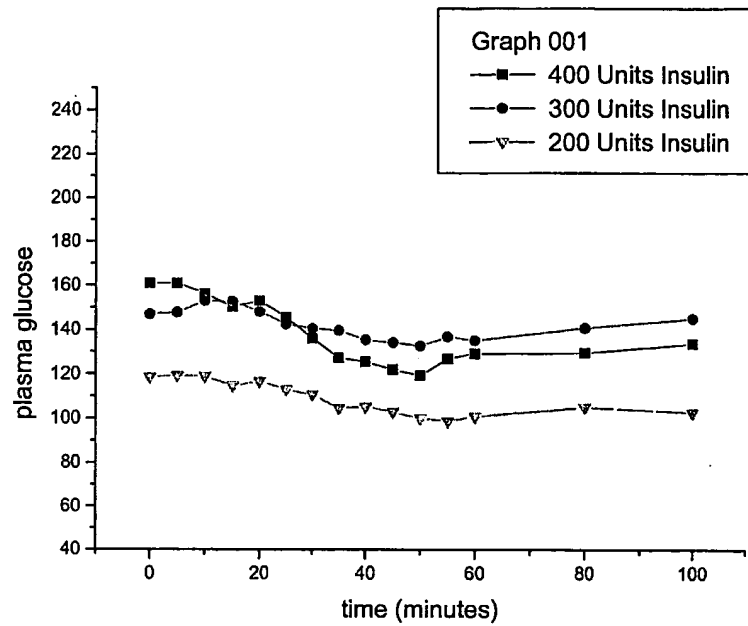 Graph 001
400 Units Insulin
300 Units Insulin
200 Units Insulin
240
220
200
180
160
140
120
100
80
60
40
plasma glucose
0
20
40
60
80
100
time (minutes)